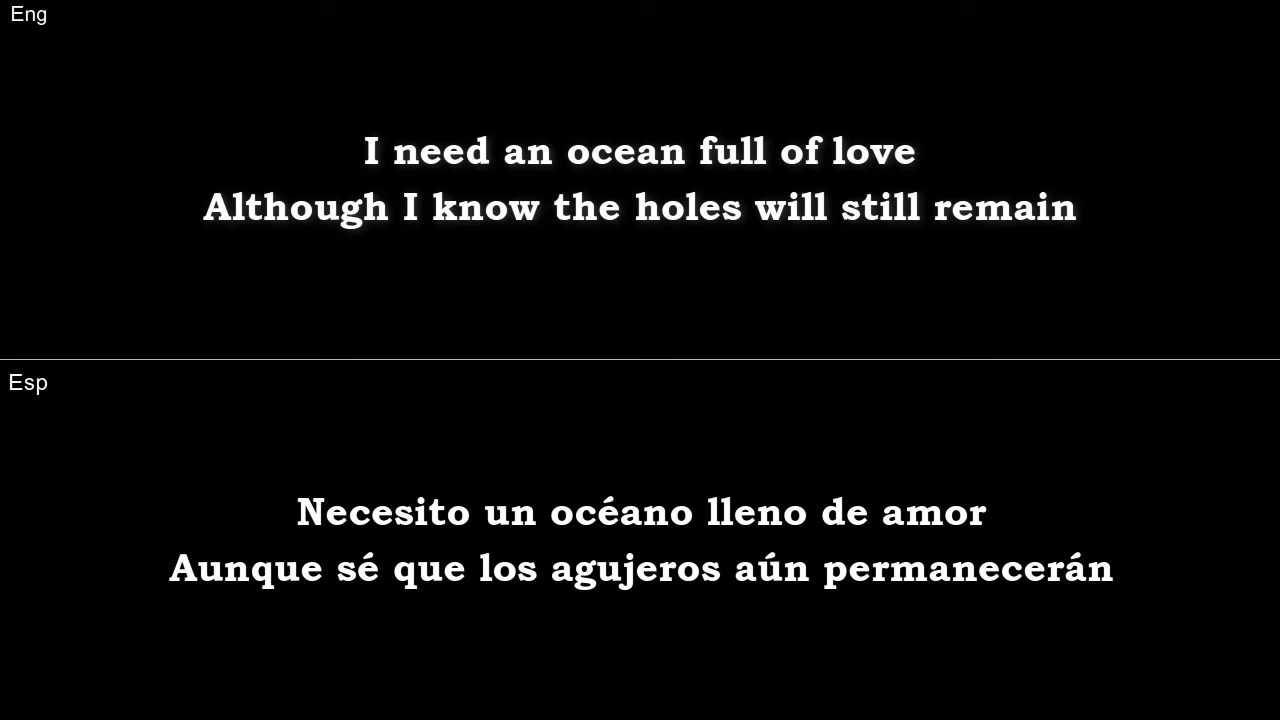 Eng
I need an ocean full of love
Although I know the holes will still remain
Esp
Necesito un océano lleno de amor
Aunque sé que los agujeros aún permanecerán